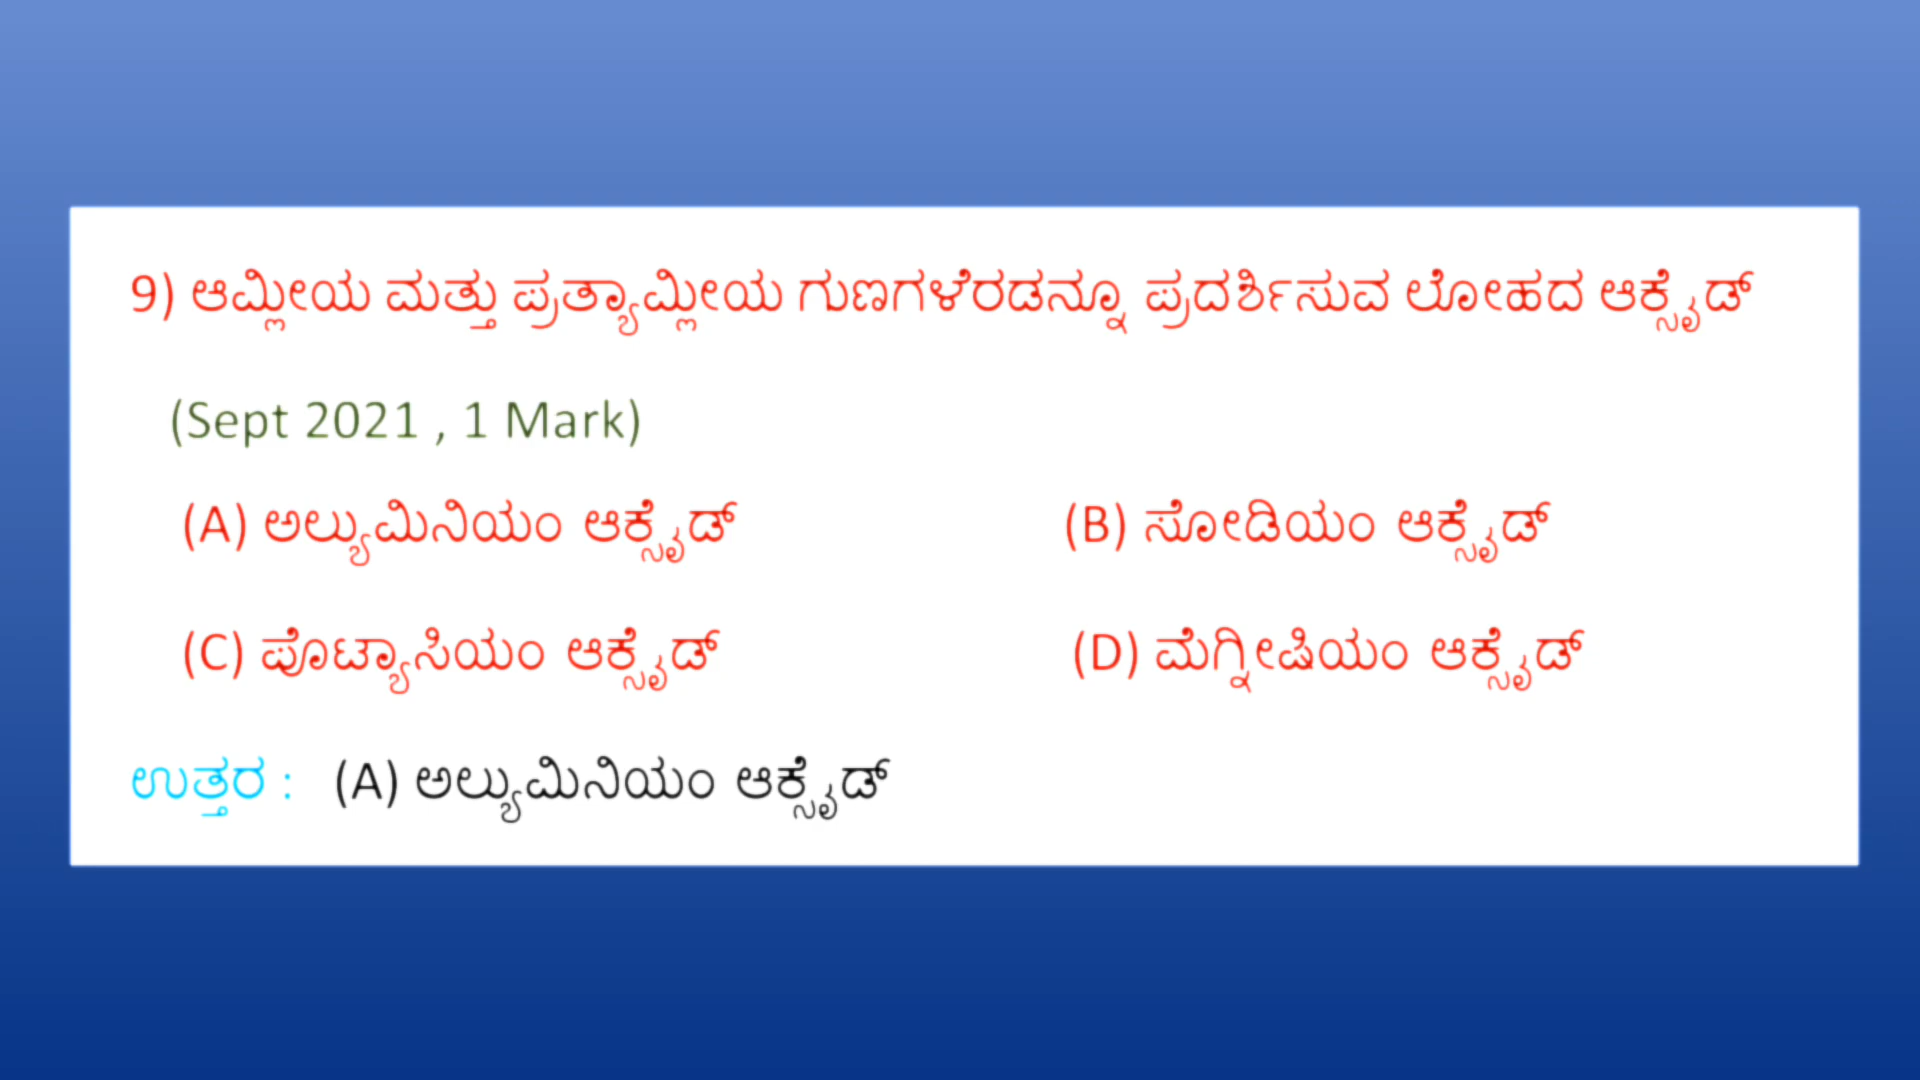 9) ಆಮ್ಲೀಯ ಮತ್ತು ಪ್ರತ್ಯಾಮ್ಲೀಯ ಗುಣಗಳೆರಡನ್ನೂ ಪ್ರದರ್ಶಿಸುವ ಲೋಹದ ಆಕ್ಸೈಡ್
(Sept 2021 , 1 Mark)
(A) ಅಲ್ಯುಮಿನಿಯಂ ಆಕ್ಸೈಡ್ (B) ಸೋಡಿಯಂ ಆಕ್ಸೈಡ್
(C) ಪೊಟ್ಯಾಸಿಯಂ ಆಕ್ಸೈಡ್ (D) ಮೆಗ್ನೀಷಿಯಂ ಆಕ್ಸೈಡ್
ಉತ್ತರ : (A) ಅಲ್ಯುಮಿನಿಯಂ ಆಕ್ಸೈಡ್